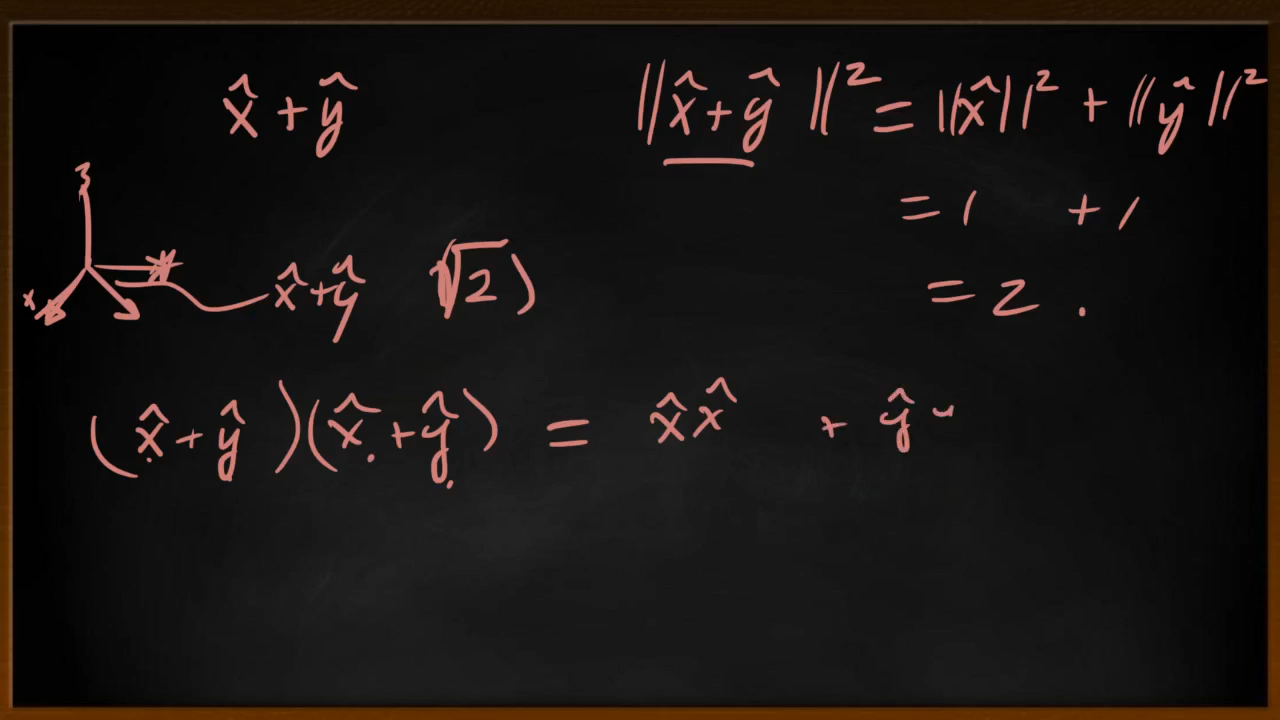 x̂ + ŷ
||x̂ + ŷ||² = ||x̂||² + ||ŷ||²
= 1 + 1
= 2 .
z
x
x̂ + ŷ √2 )
(x̂ + ŷ)(x̂ + ŷ) = x̂x̂ + ŷ